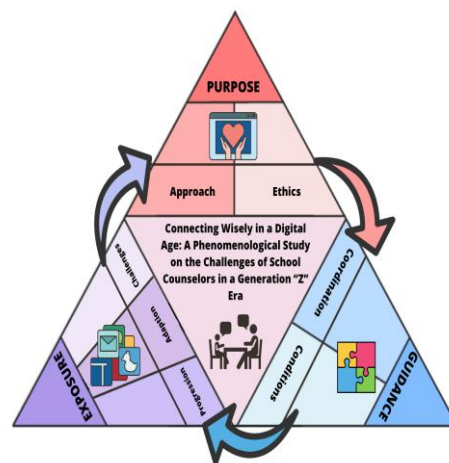 PURPOSE
Approach
Ethics
Connecting Wisely in a Digital
Age: A Phenomenological Study
on the Challenges of School
Counselors in a Generation "Z"
Era
Challenges
Adaption
Progression
EXPOSURE
Coordination
Conditions
GUIDANCE